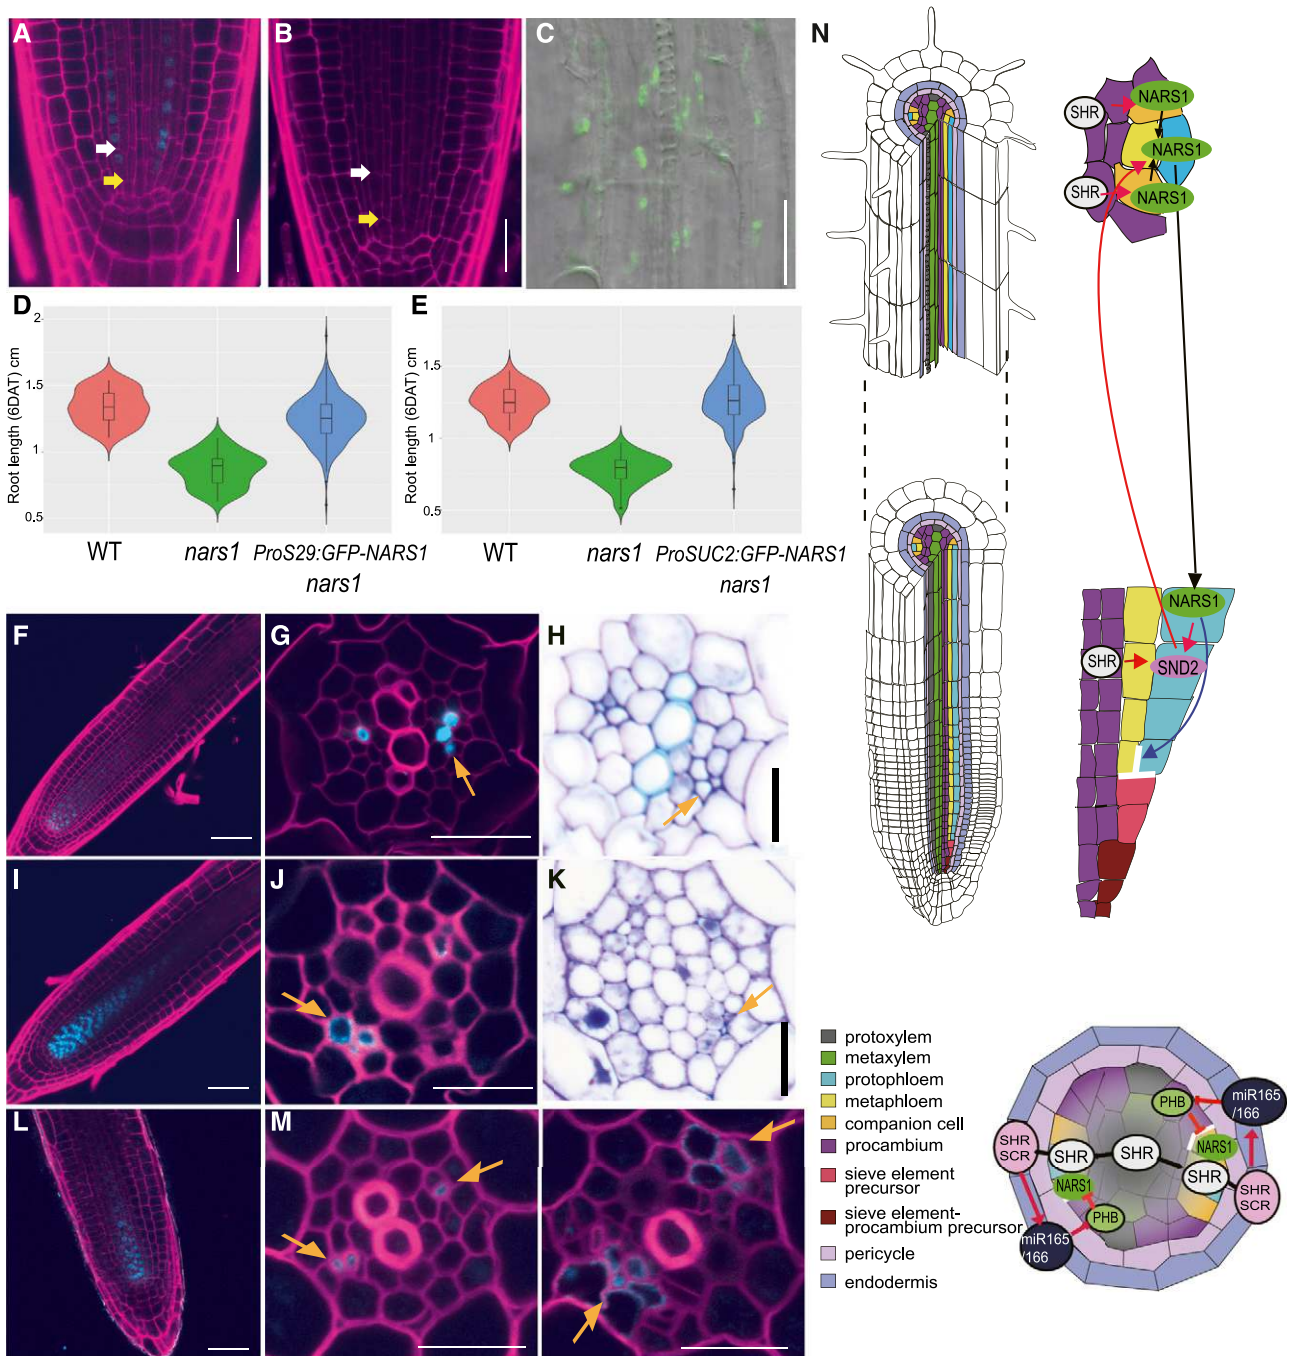 A
B
C
N
SHR
NARS1
NARS1
SHR
NARS1
D
E
Root length (6DAT) cm
2
1.5
1
0.5
WT
nars1
ProS29:GFP-NARS1
nars1
Root length (6DAT) cm
1.5
1
0.5
WT
nars1
ProSUC2:GFP-NARS1
nars1
NARS1
SHR
SND2
F
G
H
I
J
K
L
M
protoxylem
metaxylem
protophloem
metaphloem
companion cell
procambium
sieve element
precursor
sieve element-
procambium precursor
pericycle
endodermis
PHB
miR165
/166
NARS1
SHR
SCR
SHR
SHR
SHR
NARS1
SHR
SCR
PHB
miR165
/166